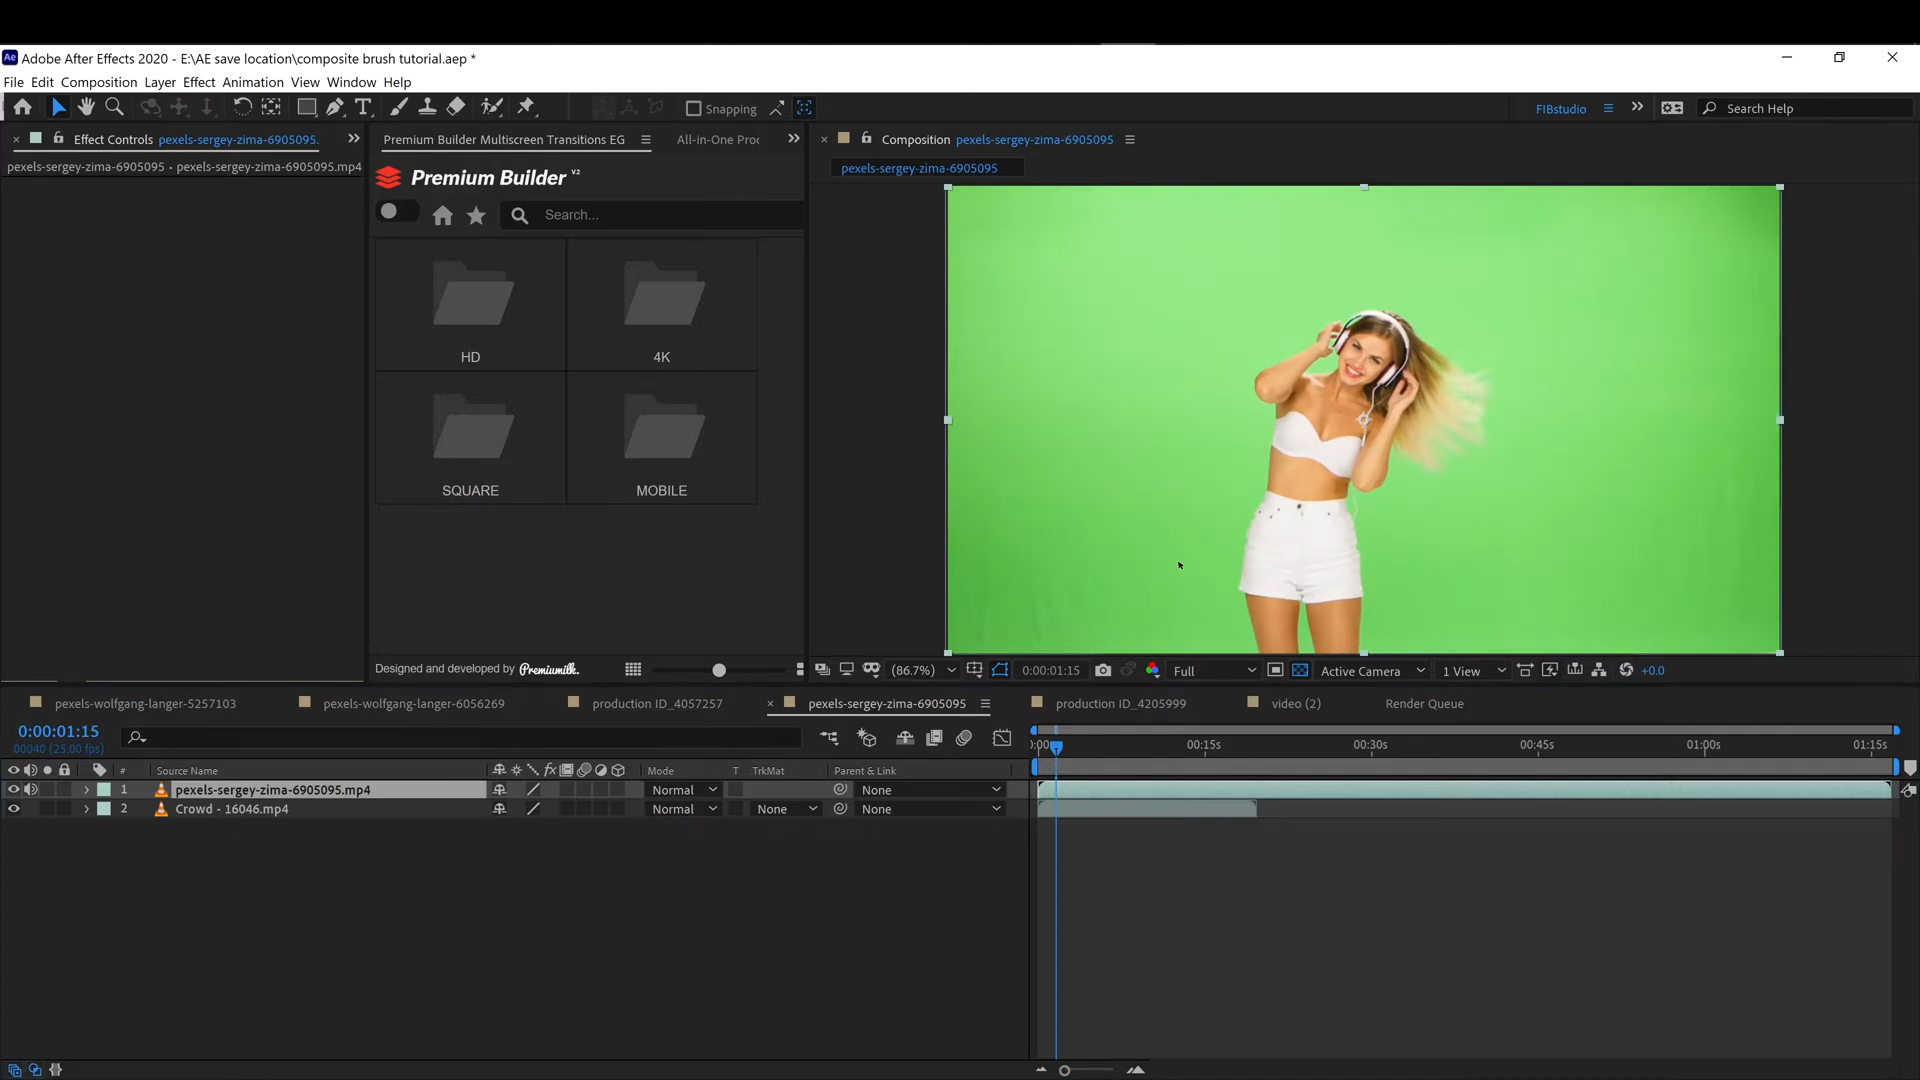 Adobe After Effects 2020 - E:\AE save location\composite brush tutorial.aep *
File Edit Composition Layer Effect Animation View Window Help
Snapping
FIBstudio
Search Help
Effect Controls pexels-sergey-zima-6905095.
Premium Builder Multiscreen Transitions EG
All-in-One Proc
Composition pexels-sergey-zima-6905095
pexels-sergey-zima-6905095 - pexels-sergey-zima-6905095.mp4
pexels-sergey-zima-6905095
Premium Builder V2
Search...
HD
4K
SQUARE
MOBILE
Designed and developed by Premiumilk.
(86.7%)
0:00:01:15
Full
Active Camera
1 View
+0.0
pexels-wolfgang-langer-5257103
pexels-wolfgang-langer-6056269
production ID_4057257
pexels-sergey-zima-6905095
production ID_4205999
video (2)
Render Queue
0:00:01:15
00040 (25.00 fps)
):00s 00:15s 00:30s 00:45s 01:00s 01:15s
# Source Name fx Mode T .TrkMat Parent & Link
1 pexels-sergey-zima-6905095.mp4 Normal None
2 Crowd - 16046.mp4 Normal None None